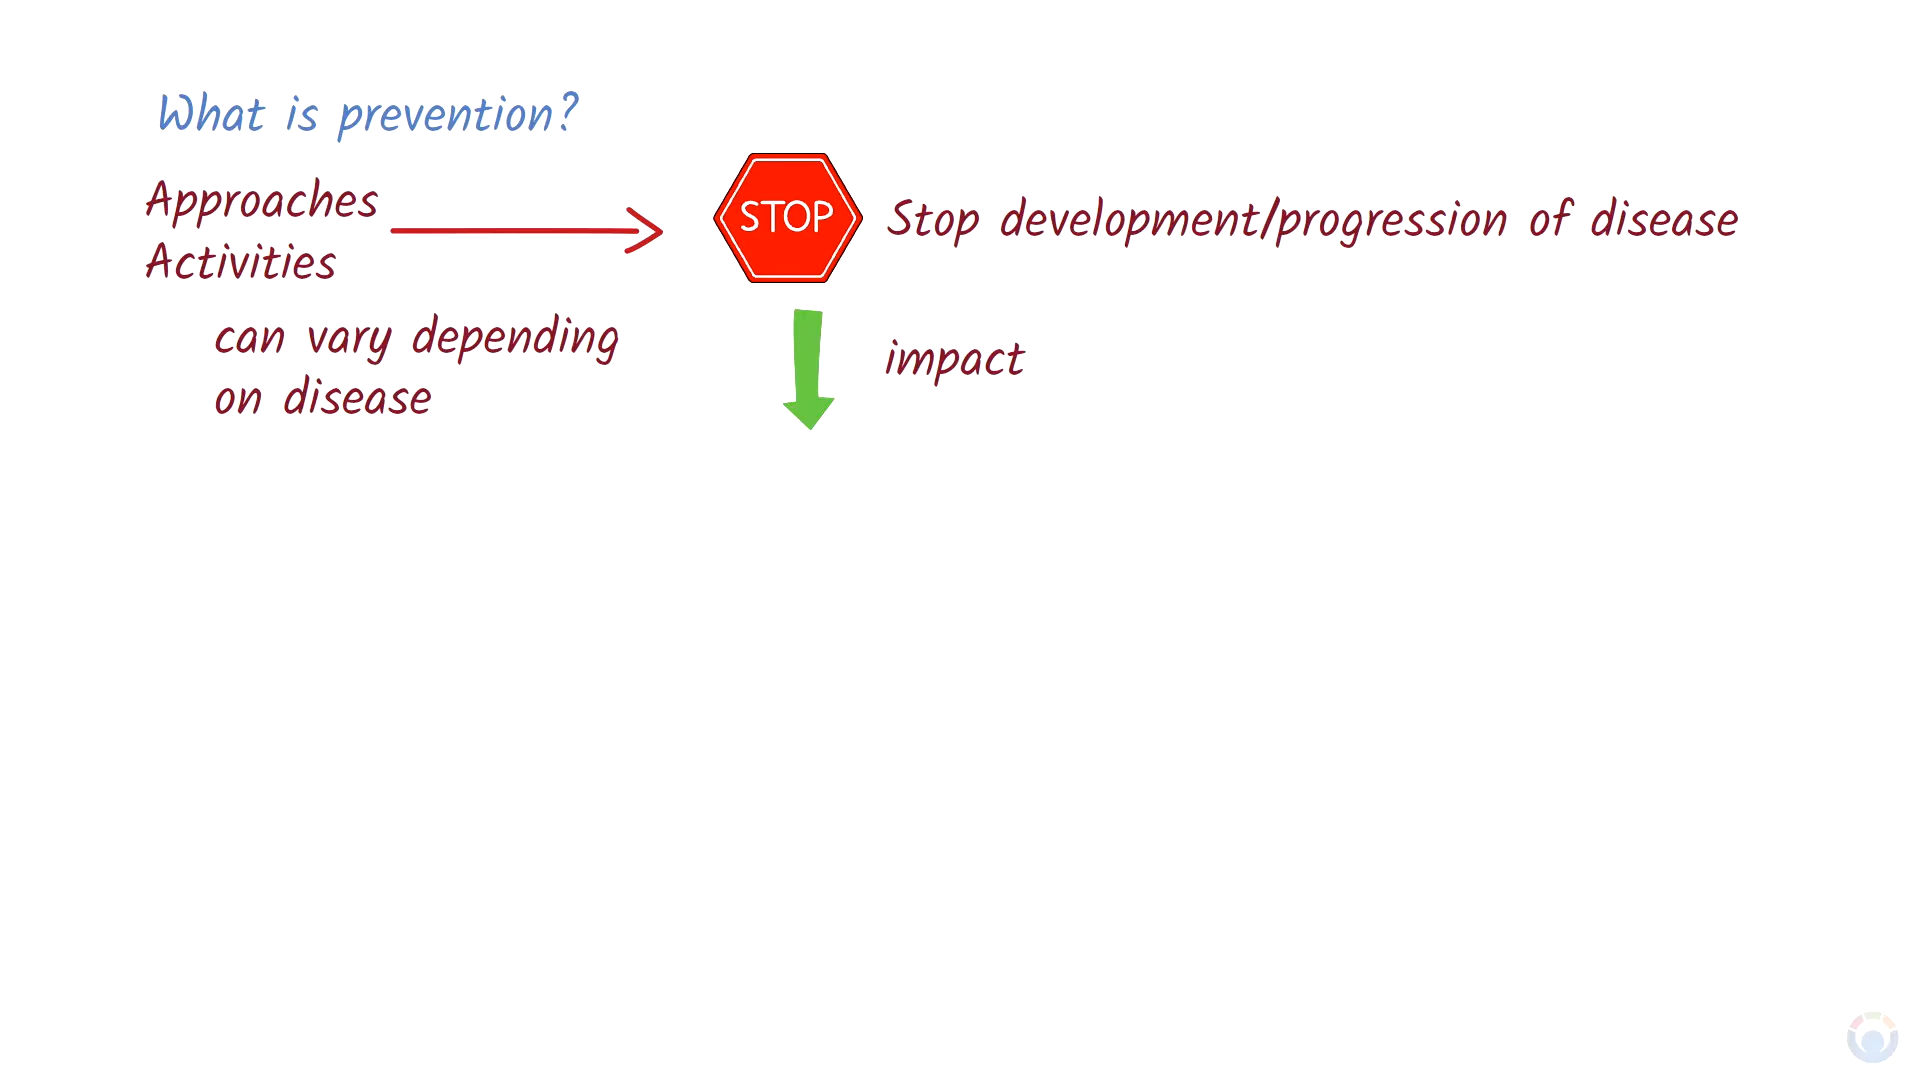 What is prevention?
Approaches
Activities
can vary depending
on disease
STOP
Stop development/progression of disease
impact